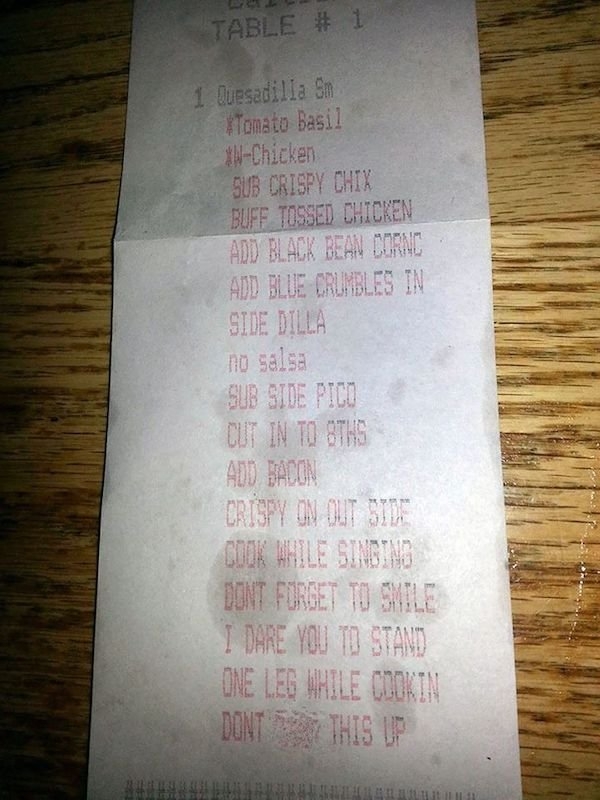 TABLE # 1
1 Quesadilla Sm
*Tomato Basil
*W-Chicken
SUB CRISPY CHIX
BUFF TOSSED CHICKEN
ADD BLACK BEAN CORNC
ADD BLUE CRUMBLES IN
SIDE DILLA
no salsa
SUB SIDE PICO
CUT IN TO 8THS
ADD BACON
CRISPY ON OUT SIDE
COOK WHILE SINGING
DONT FORGET TO SMILE
I DARE YOU TO STAND
ONE LEG WHILE COOKIN
DONT THIS UP